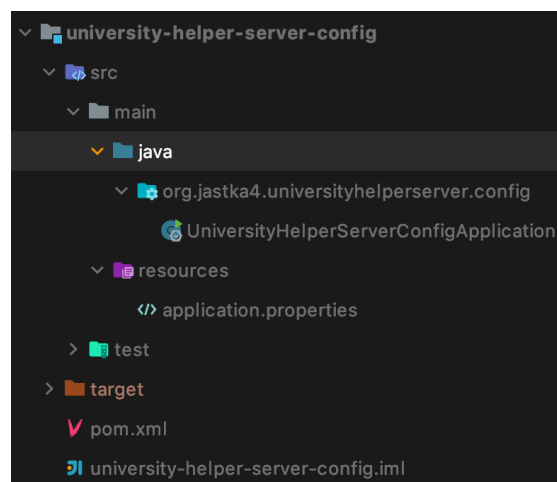 university-helper-server-config
src
main
java
org.jastka4.universityhelperserver.config
UniversityHelperServerConfigApplication
resources
application.properties
test
target
pom.xml
university-helper-server-config.iml